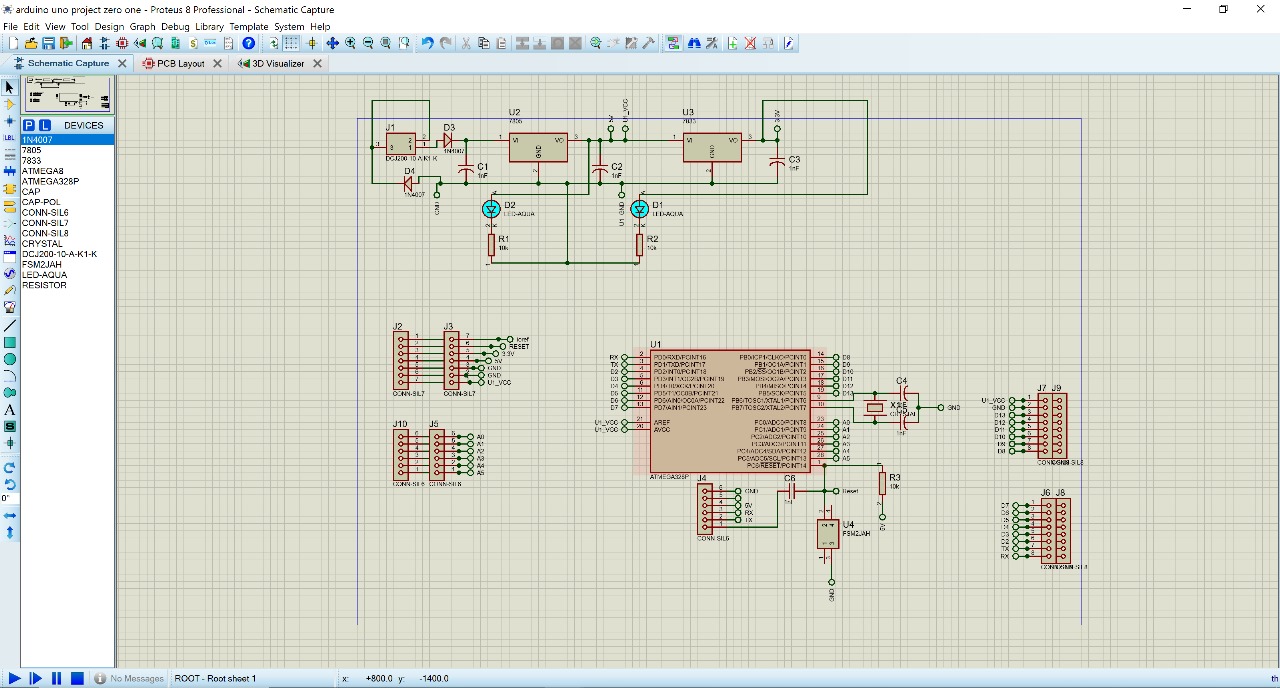 arduino uno project zero one - Proteus 8 Professional - Schematic Capture
File Edit View Tool Design Graph Debug Library Template System Help
Schematic Capture
PCB Layout
3D Visualizer
P L DEVICES
1N4007
7805
7833
ATMEGA8
ATMEGA328P
CAP
CAP-POL
CONN-SIL6
CONN-SIL7
CONN-SIL8
CRYSTAL
DCJ200-10-A-K1-K
FSM2JAH
LED-AQUA
RESISTOR
LBL
A
S
0°
J1
DCJ200-10-A-K1-K
D3
1N4007
D4
1N4007
C1
1nF
GND
U2
7805
VI VO
GND
5V
U1_VCC
C2
1nF
U3
7833
VI VO
GND
3.3V
C3
1nF
D2
LED-AQUA
U1 GND
D1
LED-AQUA
R1
10k
R2
10k
J2 J3
ioref
RESET
3.3V
5V
GND
GND
U1_VCC
CONN-SIL7 CONN-SIL7
J10 J5
A0
A1
A2
A3
A4
A5
CONN-SIL6 CONN-SIL6
U1
RX
TX
D2
D3
D4
D5
D6
D7
U1_VCC
U1_VCC
PD0/RXD/PCINT16
PD1/TXD/PCINT17
PD2/INT0/PCINT18
PD3/INT1/OC2B/PCINT19
PD4/T0/XCK/PCINT20
PD5/T1/OC0B/PCINT21
PD6/AIN0/OC0A/PCINT22
PD7/AIN1/PCINT23
AREF
AVCC
PB0/ICP1/CLKO/PCINT0
PB1/OC1A/PCINT1
PB2/SS/OC1B/PCINT2
PB3/MOSI/OC2A/PCINT3
PB4/MISO/PCINT4
PB5/SCK/PCINT5
PB6/TOSC1/XTAL1/PCINT6
PB7/TOSC2/XTAL2/PCINT7
PC0/ADC0/PCINT8
PC1/ADC1/PCINT9
PC2/ADC2/PCINT10
PC3/ADC3/PCINT11
PC4/ADC4/SDA/PCINT12
PC5/ADC5/SCL/PCINT13
PC6/RESET/PCINT14
D8
D9
D10
D11
D12
D13
A0
A1
A2
A3
A4
A5
ATMEGA328P
C4
GND
1nF
J4
GND
5V
RX
TX
CONN-SIL6
C6
Reset
R3
10k
5V
U4
FSM2JAH
GND
J7 J9
U1_VCC
GND
D13
D12
D11
D10
D9
D8
J6 J8
D7
D6
D5
D4
D3
D2
TX
RX
No Messages
ROOT - Root sheet 1
x: +800.0 y: -1400.0
th